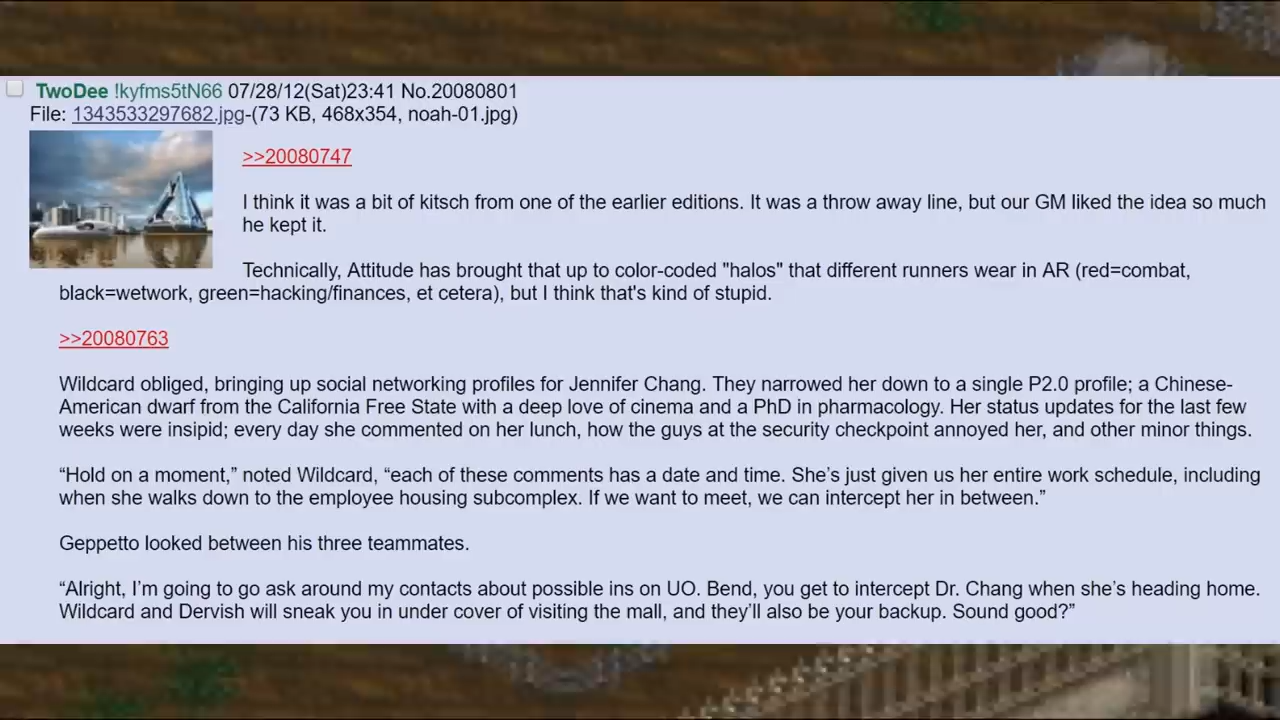 TwoDee !kyfms5tN66 07/28/12(Sat)23:41 No.20080801
File: 1343533297682.jpg-(73 KB, 468x354, noah-01.jpg)
>>20080747
I think it was a bit of kitsch from one of the earlier editions. It was a throw away line, but our GM liked the idea so much
he kept it.
Technically, Attitude has brought that up to color-coded "halos" that different runners wear in AR (red=combat,
black=wetwork, green=hacking/finances, et cetera), but I think that's kind of stupid.
>>20080763
Wildcard obliged, bringing up social networking profiles for Jennifer Chang. They narrowed her down to a single P2.0 profile; a Chinese-
American dwarf from the California Free State with a deep love of cinema and a PhD in pharmacology. Her status updates for the last few
weeks were insipid; every day she commented on her lunch, how the guys at the security checkpoint annoyed her, and other minor things.
“Hold on a moment,” noted Wildcard, “each of these comments has a date and time. She’s just given us her entire work schedule, including
when she walks down to the employee housing subcomplex. If we want to meet, we can intercept her in between.”
Geppetto looked between his three teammates.
“Alright, I’m going to go ask around my contacts about possible ins on UO. Bend, you get to intercept Dr. Chang when she’s heading home.
Wildcard and Dervish will sneak you in under cover of visiting the mall, and they’ll also be your backup. Sound good?”